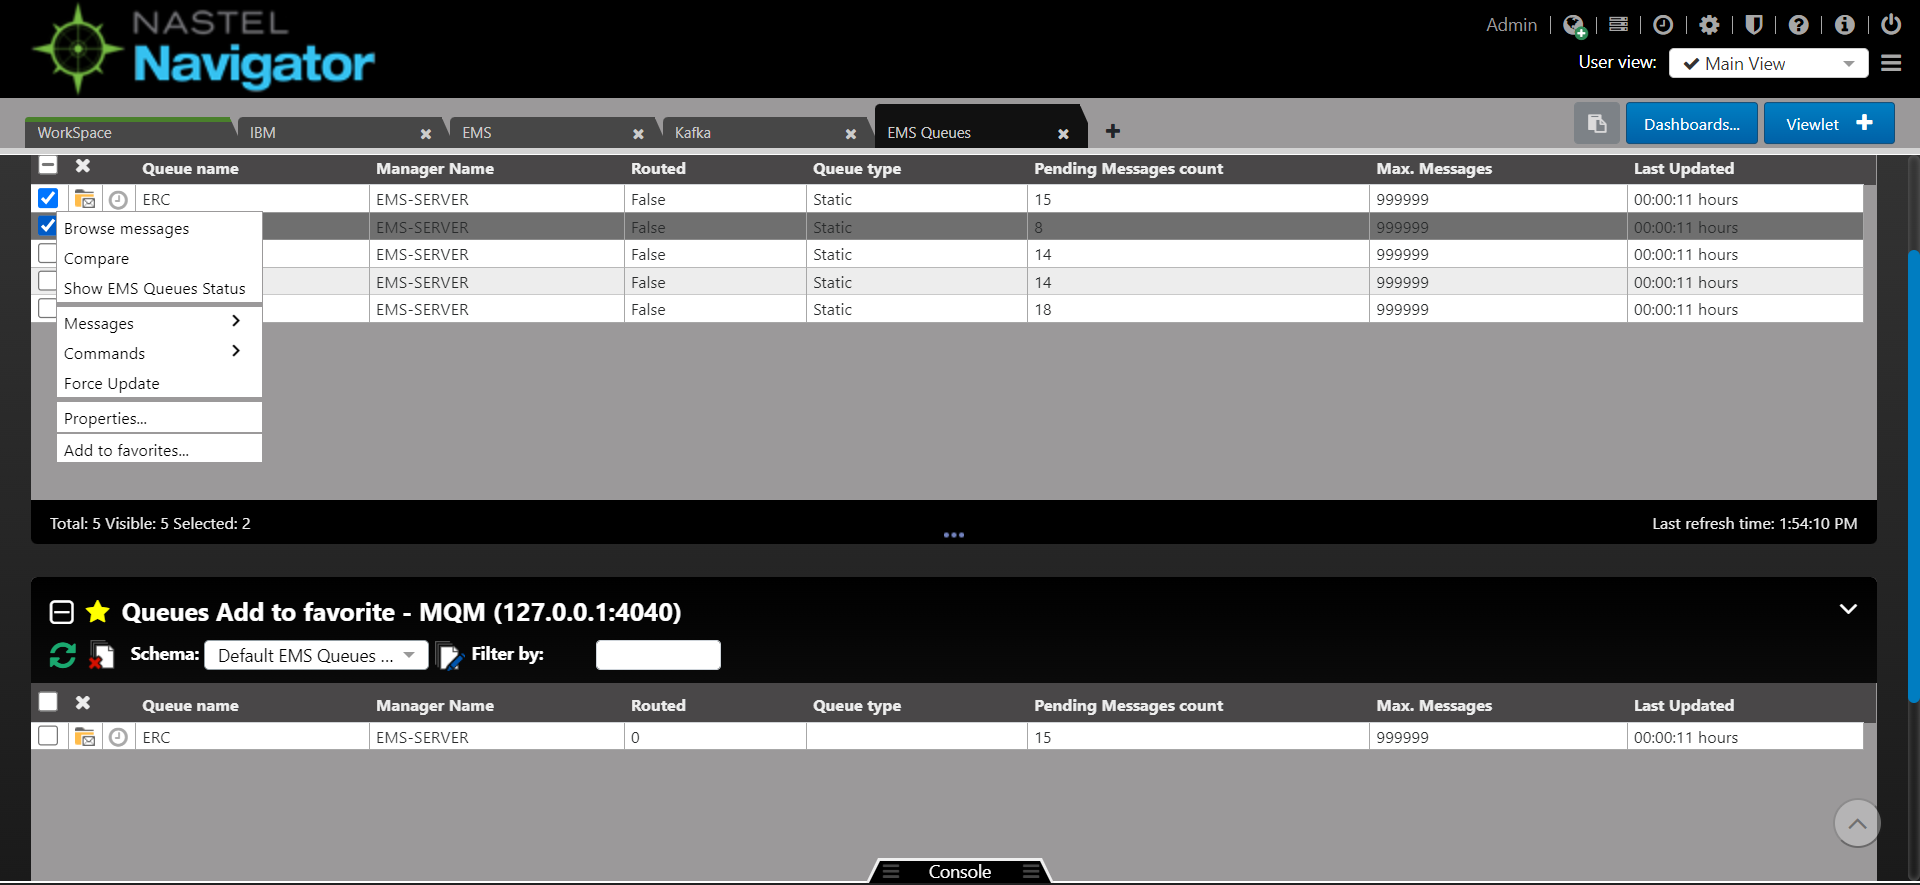 NASTEL
Navigator
Admin
User view: Main View
WorkSpace IBM EMS Kafka EMS Queues Dashboards... Viewlet
Queue name Manager Name Routed Queue type Pending Messages count Max. Messages Last Updated
ERC EMS-SERVER False Static 15 999999 00:00:11 hours
EMS-SERVER False Static 8 999999 00:00:11 hours
EMS-SERVER False Static 14 999999 00:00:11 hours
EMS-SERVER False Static 14 999999 00:00:11 hours
EMS-SERVER False Static 18 999999 00:00:11 hours
Browse messages
Compare
Show EMS Queues Status
Messages
Commands
Force Update
Properties...
Add to favorites...
Total: 5 Visible: 5 Selected: 2 Last refresh time: 1:54:10 PM
Queues Add to favorite - MQM (127.0.0.1:4040)
Schema: Default EMS Queues ... Filter by:
Queue name Manager Name Routed Queue type Pending Messages count Max. Messages Last Updated
ERC EMS-SERVER 0 15 999999 00:00:11 hours
Console